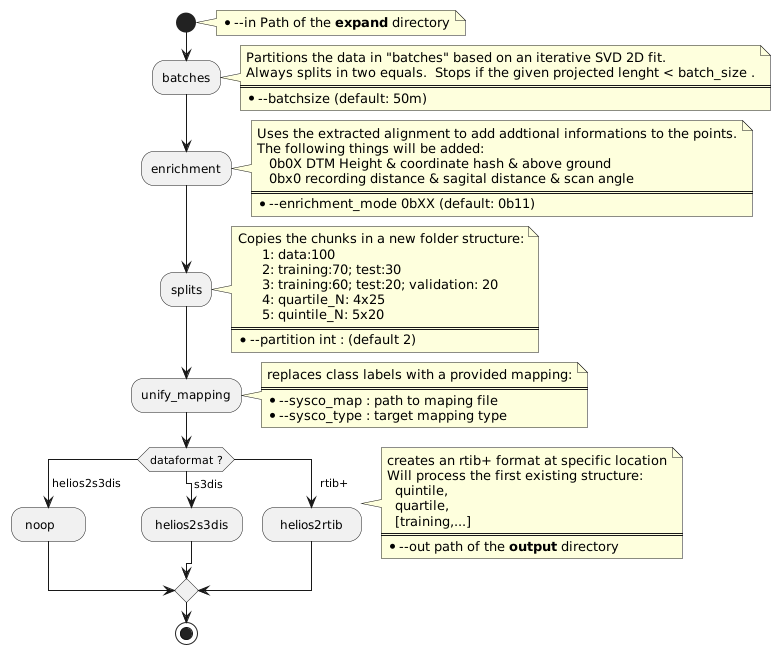 • --in Path of the expand directory
batches
Partitions the data in "batches" based on an iterative SVD 2D fit.
Always splits in two equals.  Stops if the given projected lenght < batch_size .
• --batchsize (default: 50m)
enrichment
Uses the extracted alignment to add addtional informations to the points.
The following things will be added:
0b0X DTM Height & coordinate hash & above ground
0bx0 recording distance & sagital distance & scan angle
• --enrichment_mode 0bXX (default: 0b11)
splits
Copies the chunks in a new folder structure:
1: data:100
2: training:70; test:30
3: training:60; test:20; validation: 20
4: quartile_N: 4x25
5: quintile_N: 5x20
• --partition int : (default 2)
unify_mapping
replaces class labels with a provided mapping:
• --sysco_map : path to maping file
• --sysco_type : target mapping type
dataformat ?
helios2s3dis
noop
s3dis
helios2s3dis
rtib+
helios2rtib
creates an rtib+ format at specific location
Will process the first existing structure:
quintile,
quartile,
[training,...]
• --out path of the output directory